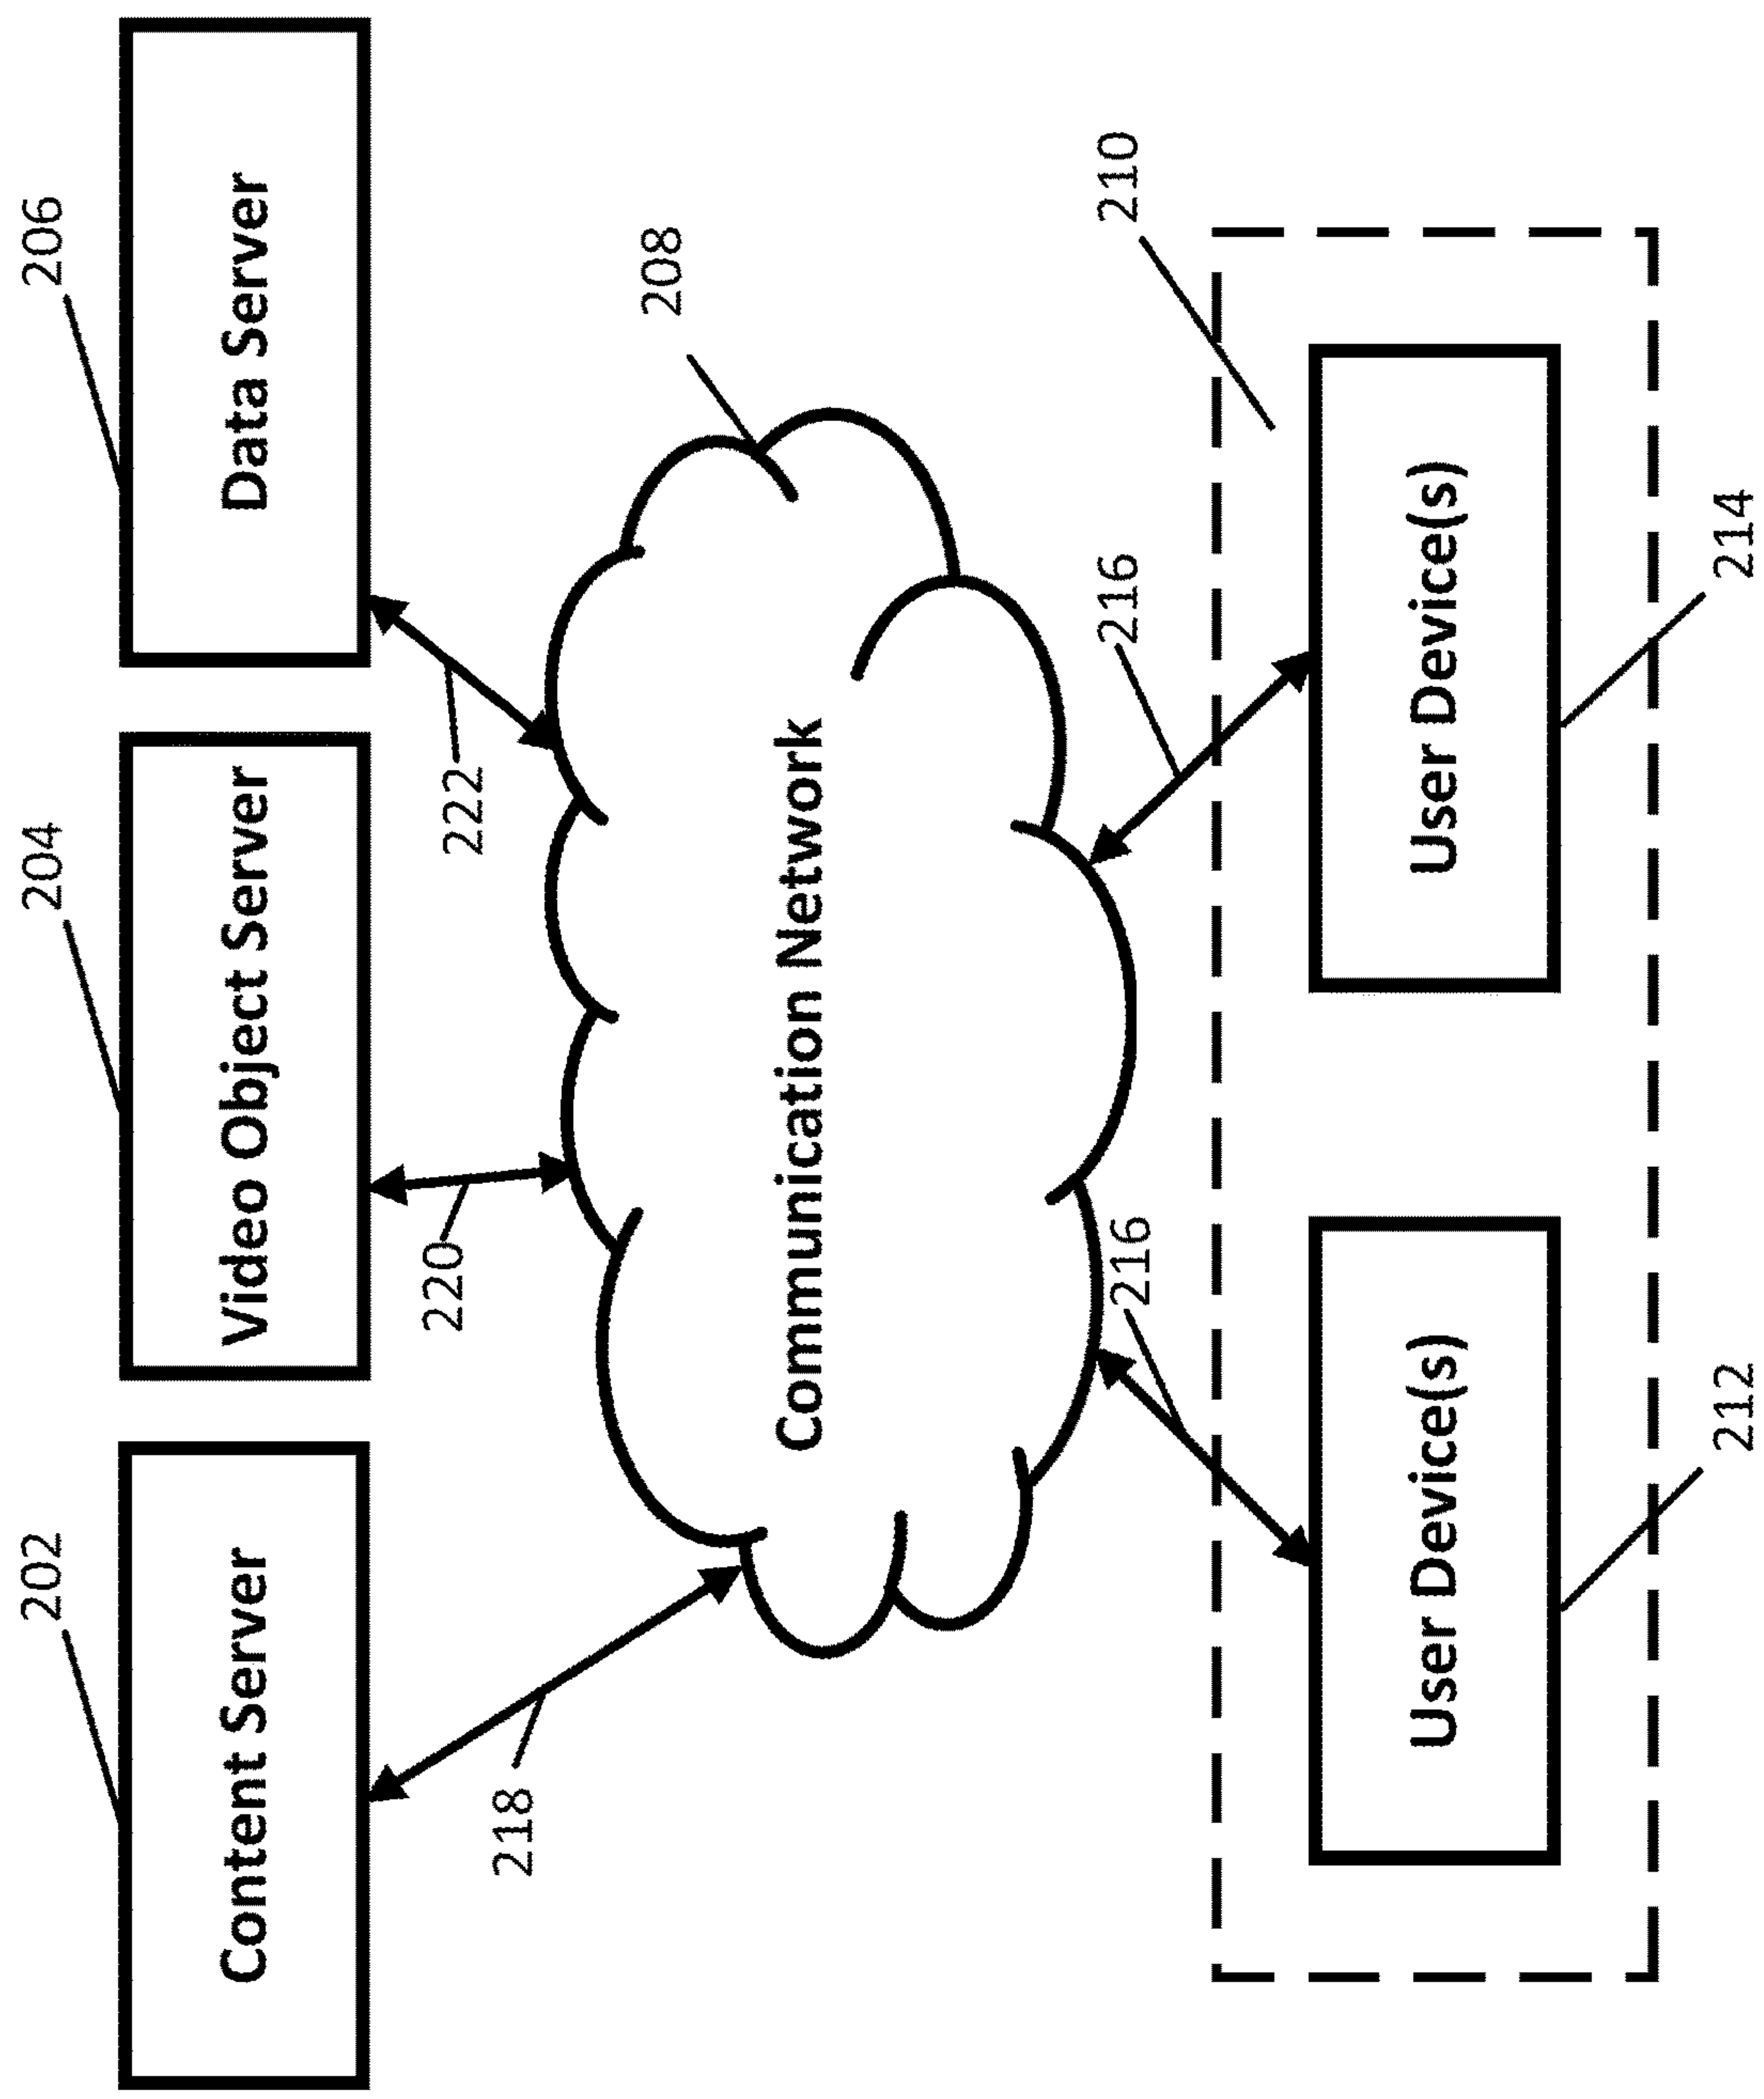 202
204
206
Content Server
Video Object Server
Data Server
218
220
222
208
Communication Network
216
216
210
User Device(s)
User Device(s)
212
214